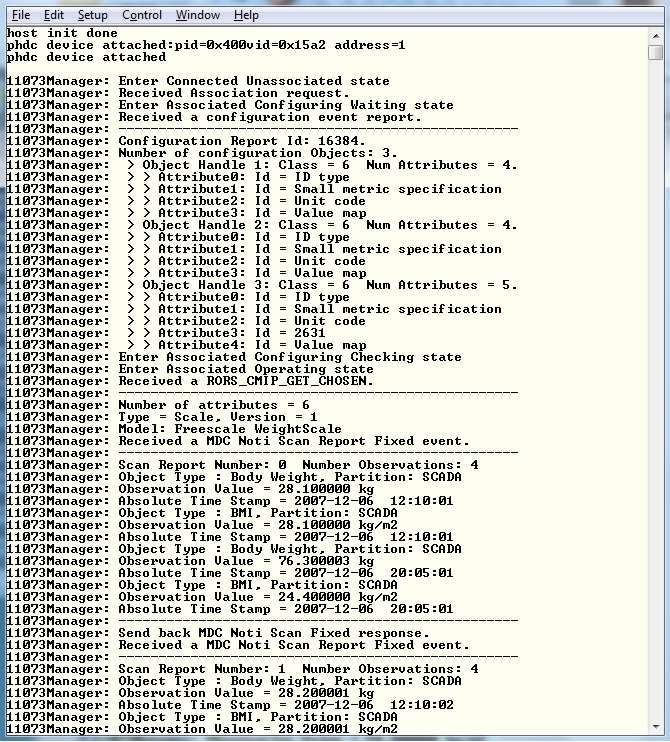 File Edit Setup Control Window Help
host init done
phdc device attached:pid=0x400vid=0x15a2 address=1
phdc device attached
11073Manager: Enter Connected Unassociated state
11073Manager: Received Association request.
11073Manager: Enter Associated Configuring Waiting state
11073Manager: Received a configuration event report.
11073Manager: --------------------------------------------------
11073Manager: Configuration Report Id: 16384.
11073Manager: Number of configuration Objects: 3.
11073Manager:  > Object Handle 1: Class = 6  Num Attributes = 4.
11073Manager:  > > Attribute0: Id = ID type
11073Manager:  > > Attribute1: Id = Small metric specification
11073Manager:  > > Attribute2: Id = Unit code
11073Manager:  > > Attribute3: Id = Value map
11073Manager:  > Object Handle 2: Class = 6  Num Attributes = 4.
11073Manager:  > > Attribute0: Id = ID type
11073Manager:  > > Attribute1: Id = Small metric specification
11073Manager:  > > Attribute2: Id = Unit code
11073Manager:  > > Attribute3: Id = Value map
11073Manager:  > Object Handle 3: Class = 6  Num Attributes = 5.
11073Manager:  > > Attribute0: Id = ID type
11073Manager:  > > Attribute1: Id = Small metric specification
11073Manager:  > > Attribute2: Id = Unit code
11073Manager:  > > Attribute3: Id = 2631
11073Manager:  > > Attribute4: Id = Value map
11073Manager: Enter Associated Configuring Checking state
11073Manager: Enter Associated Operating state
11073Manager: Received a RORS_CMIP_GET_CHOSEN.
11073Manager: --------------------------------------------------
11073Manager: Number of attributes = 6
11073Manager: Type = Scale, Version = 1
11073Manager: Model: Freescale WeightScale
11073Manager: Received a MDC Noti Scan Report Fixed event.
11073Manager: --------------------------------------------------
11073Manager: Scan Report Number: 0  Number Observations: 4
11073Manager: Object Type : Body Weight, Partition: SCADA
11073Manager: Observation Value = 28.100000 kg
11073Manager: Absolute Time Stamp = 2007-12-06  12:10:01
11073Manager: Object Type : BMI, Partition: SCADA
11073Manager: Observation Value = 28.100000 kg/m2
11073Manager: Absolute Time Stamp = 2007-12-06  12:10:01
11073Manager: Object Type : Body Weight, Partition: SCADA
11073Manager: Observation Value = 76.300003 kg
11073Manager: Absolute Time Stamp = 2007-12-06  20:05:01
11073Manager: Object Type : BMI, Partition: SCADA
11073Manager: Observation Value = 24.400000 kg/m2
11073Manager: Absolute Time Stamp = 2007-12-06  20:05:01
11073Manager: --------------------------------------------------
11073Manager: Send back MDC Noti Scan Fixed response.
11073Manager: Received a MDC Noti Scan Report Fixed event.
11073Manager: --------------------------------------------------
11073Manager: Scan Report Number: 1  Number Observations: 4
11073Manager: Object Type : Body Weight, Partition: SCADA
11073Manager: Observation Value = 28.200001 kg
11073Manager: Absolute Time Stamp = 2007-12-06  12:10:02
11073Manager: Object Type : BMI, Partition: SCADA
11073Manager: Observation Value = 28.200001 kg/m2